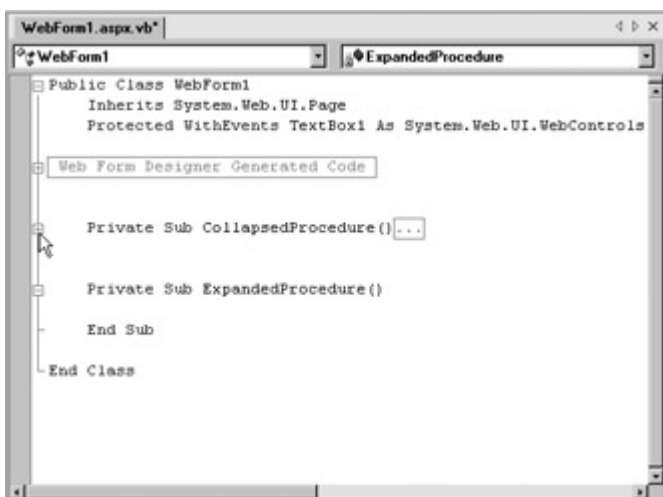 WebForm1.aspx.vb*
WebForm1
ExpandedProcedure
Public Class WebForm1
Inherits System.Web.UI.Page
Protected WithEvents TextBox1 As System.Web.UI.WebControls
Web Form Designer Generated Code
Private Sub CollapsedProcedure()...
Private Sub ExpandedProcedure()
End Sub
End Class